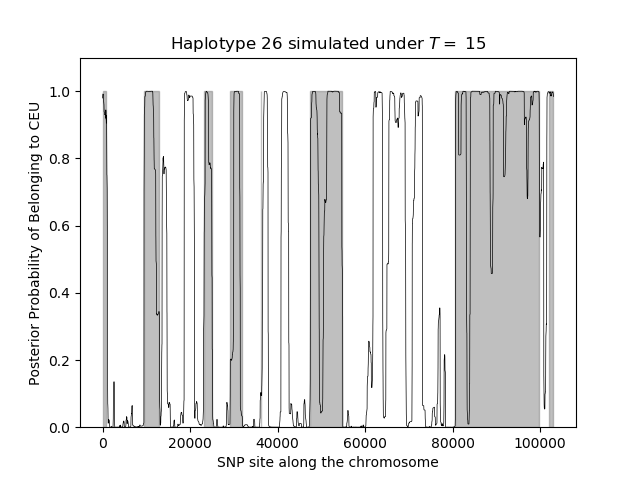 Haplotype 26 simulated under T = 15
Posterior Probability of Belonging to CEU
1.0
0.8
0.6
0.4
0.2
0.0
0 20000 40000 60000 80000 100000
SNP site along the chromosome